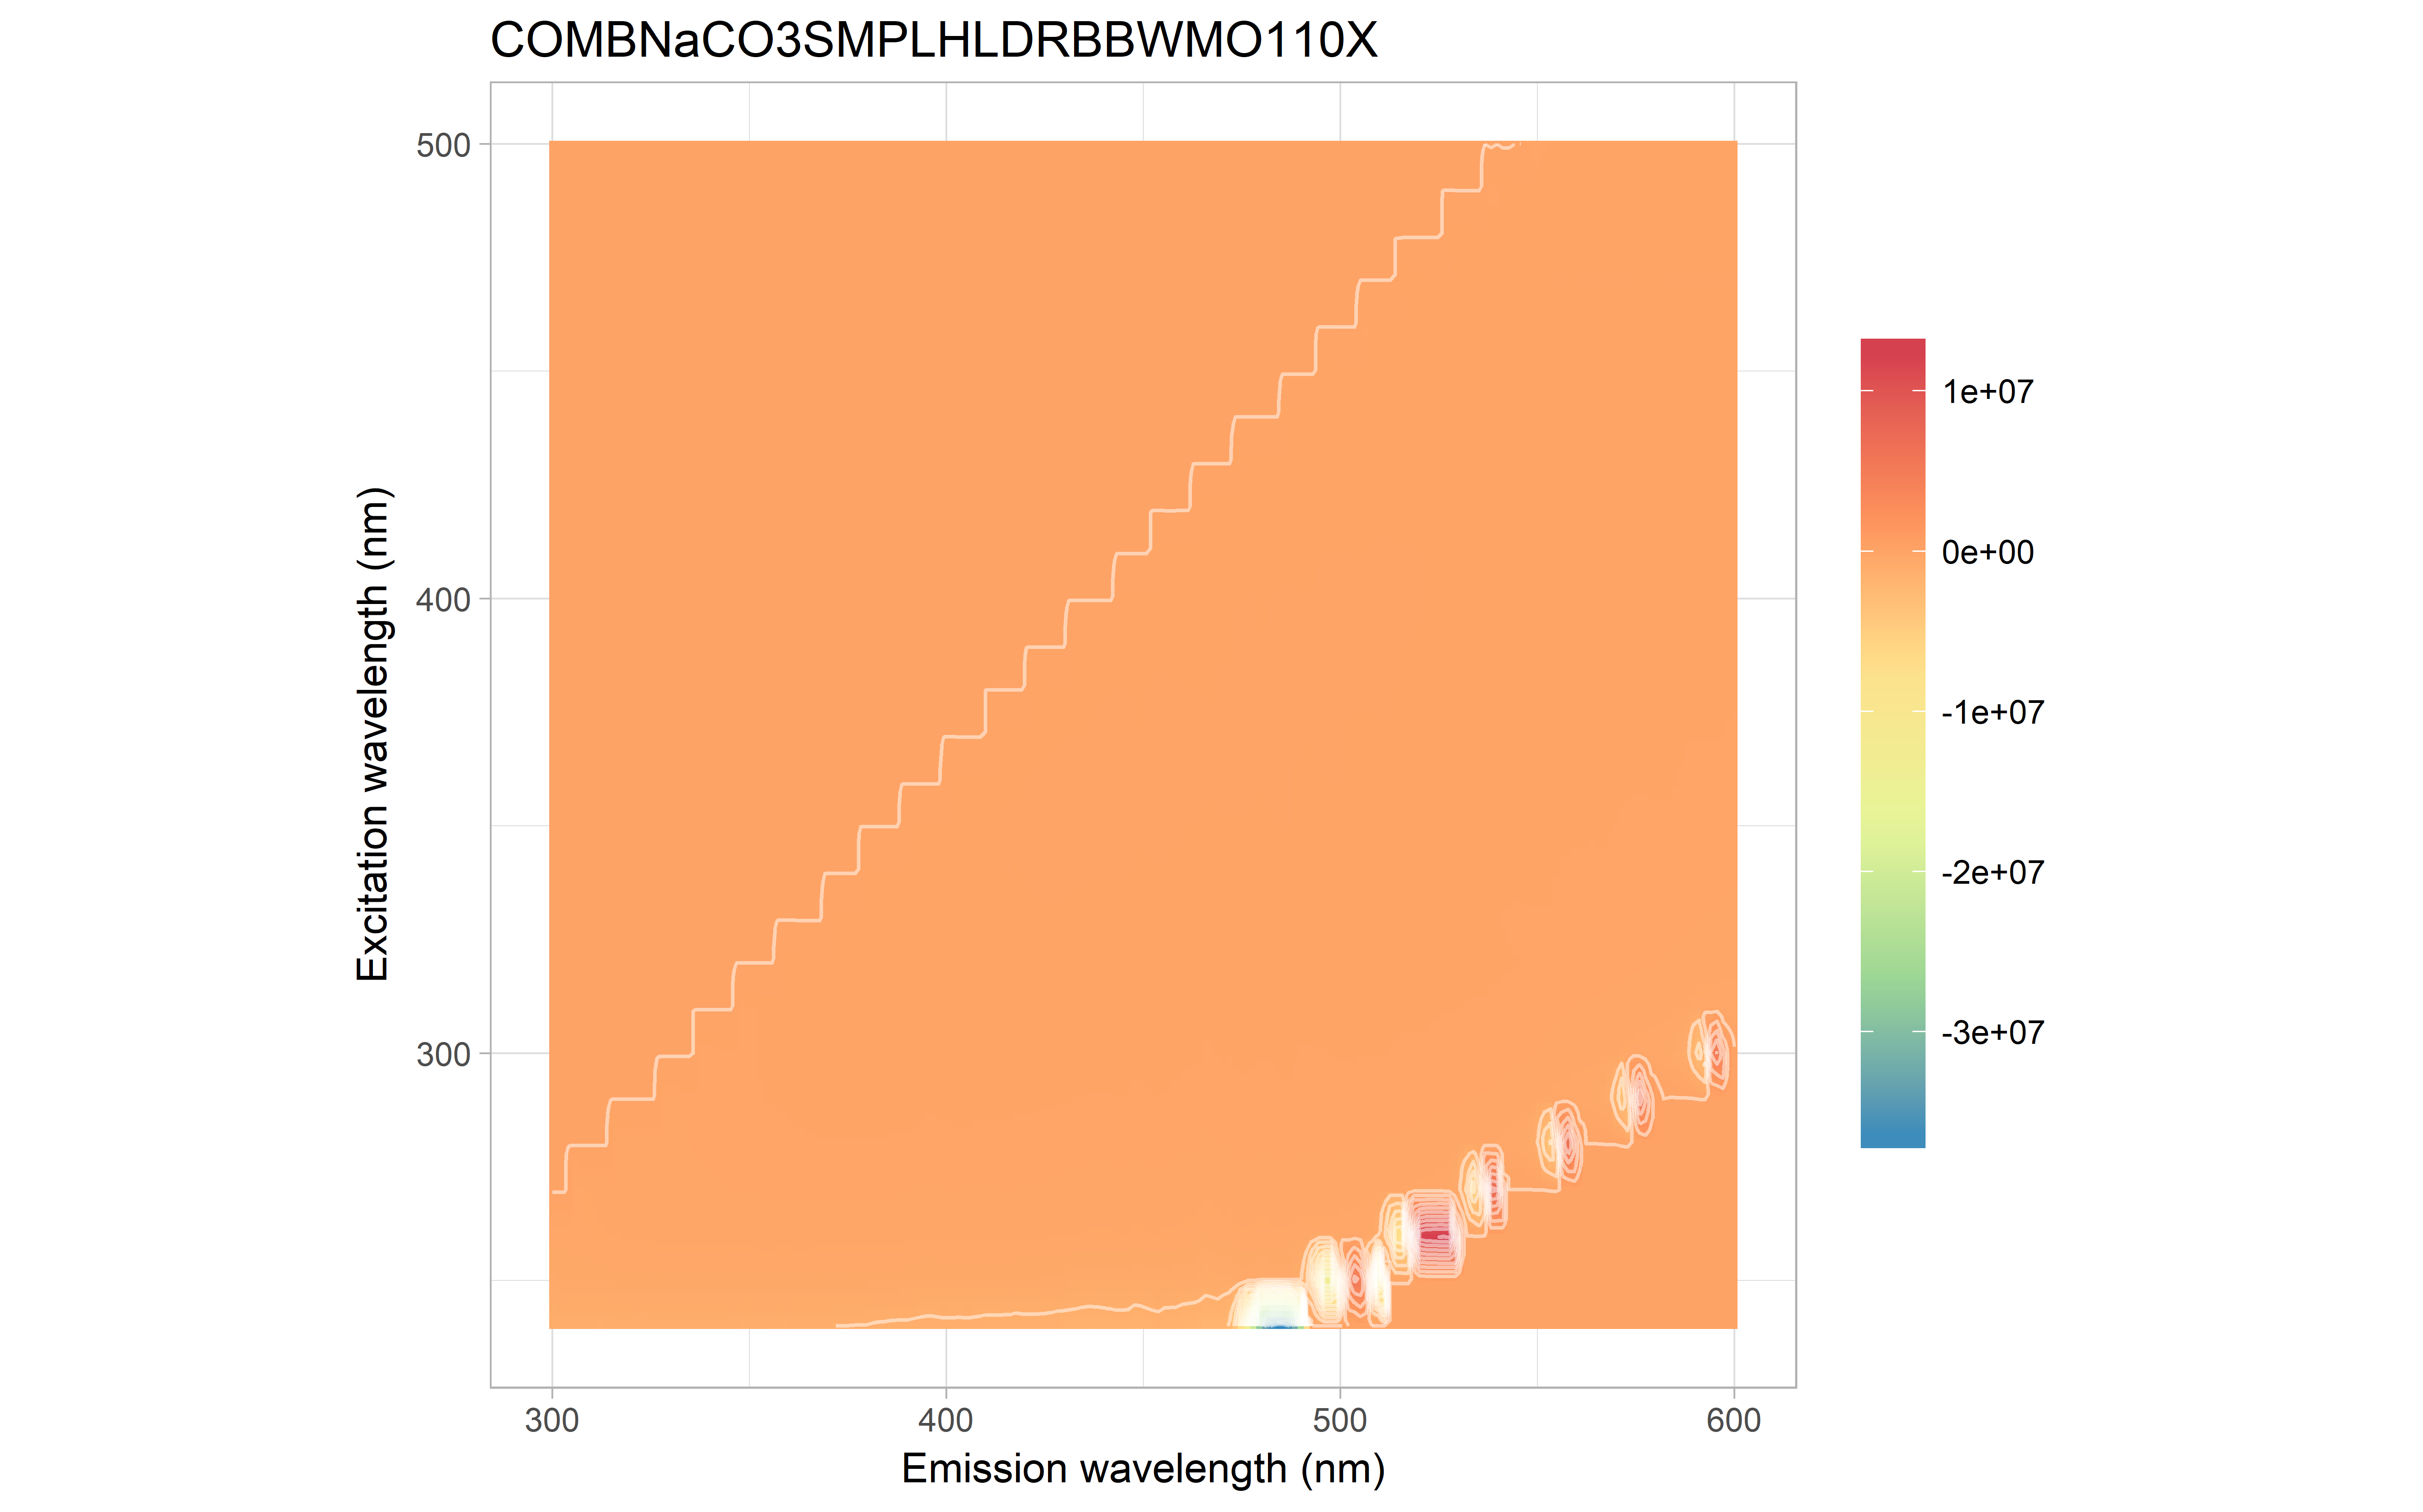 COMBNaCO3SMPLHLDRBBWMO110X
500
400
300
Excitation wavelength (nm)
300 400 500 600
Emission wavelength (nm)
1e+07
0e+00
-1e+07
-2e+07
-3e+07